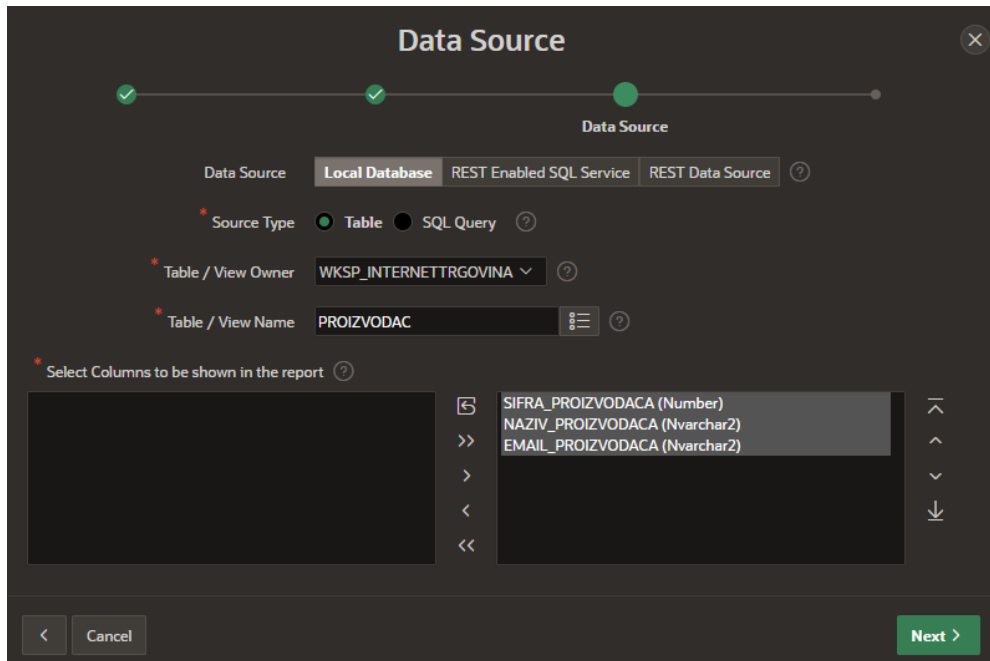 Data Source
Data Source
Data Source Local Database REST Enabled SQL Service REST Data Source ?
* Source Type Table SQL Query ?
* Table / View Owner WKSP_INTERNETTRGOVINA ?
* Table / View Name PROIZVODAC ?
* Select Columns to be shown in the report ?
SIFRA_PROIZVODACA (Number)
NAZIV_PROIZVODACA (Nvarchar2)
EMAIL_PROIZVODACA (Nvarchar2)
Cancel Next >